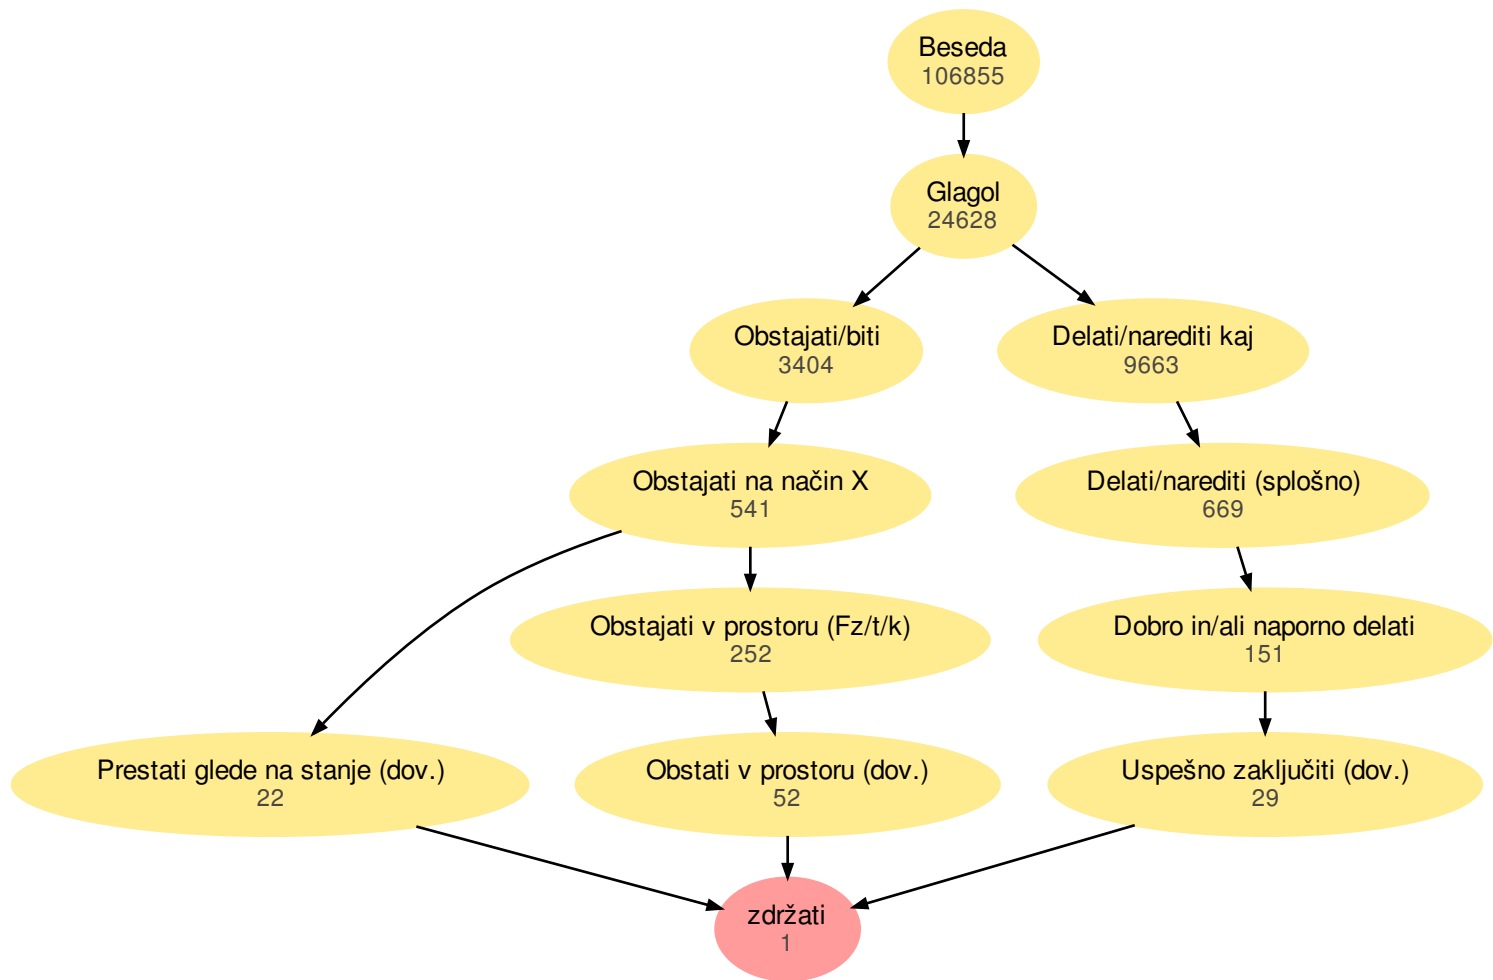 Beseda
106855
Glagol
24628
Obstajati/biti
3404
Delati/narediti kaj
9663
Obstajati na način X
541
Delati/narediti (splošno)
669
Obstajati v prostoru (Fz/t/k)
252
Dobro in/ali naporno delati
151
Prestati glede na stanje (dov.)
22
Obstati v prostoru (dov.)
52
Uspešno zaključiti (dov.)
29
zdržati
1